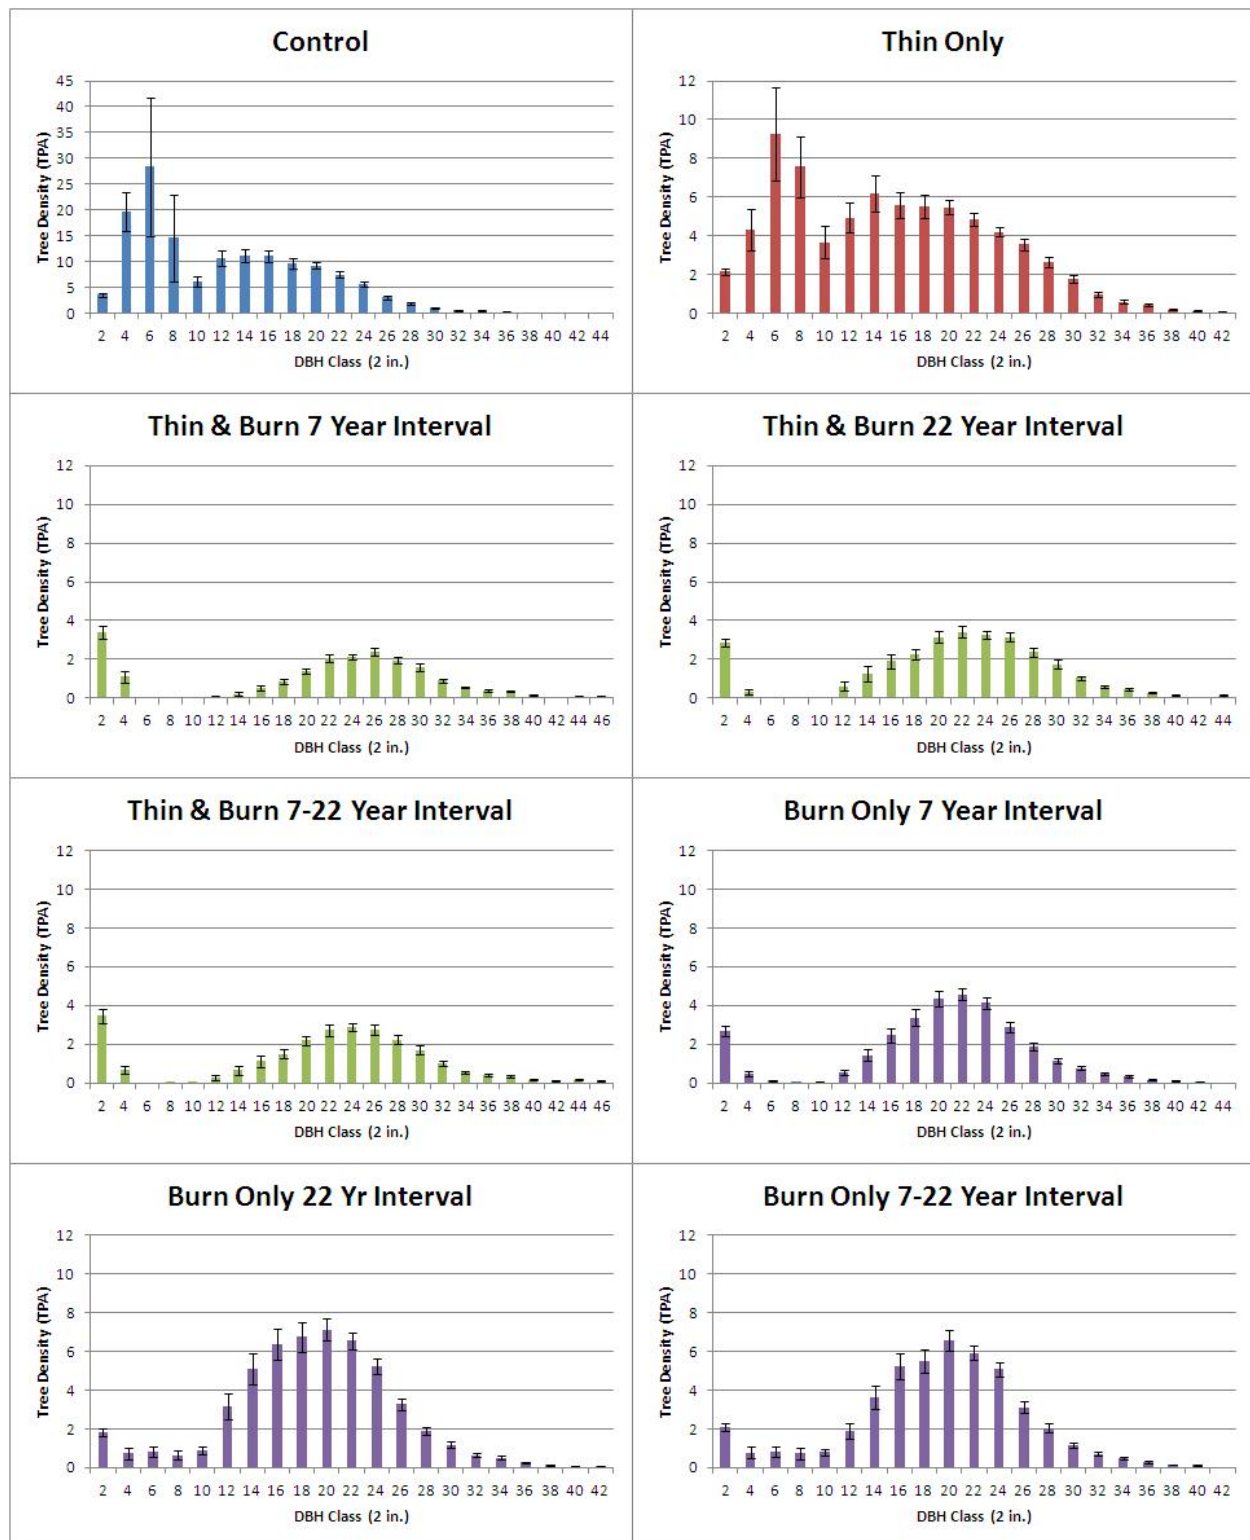 Control
45
40
35
30
25
20
15
10
5
0
Tree Density (TPA)
2 4 6 8 10 12 14 16 18 20 22 24 26 28 30 32 34 36 38 40 42 44
DBH Class (2 in.)
Thin Only
12
10
8
6
4
2
0
Tree Density (TPA)
2 4 6 8 10 12 14 16 18 20 22 24 26 28 30 32 34 36 38 40 42
DBH Class (2 in.)
Thin & Burn 7 Year Interval
12
10
8
6
4
2
0
Tree Density (TPA)
2 4 6 8 10 12 14 16 18 20 22 24 26 28 30 32 34 36 38 40 42 44 46
DBH Class (2 in.)
Thin & Burn 22 Year Interval
12
10
8
6
4
2
0
Tree Density (TPA)
2 4 6 8 10 12 14 16 18 20 22 24 26 28 30 32 34 36 38 40 42 44
DBH Class (2 in.)
Thin & Burn 7-22 Year Interval
12
10
8
6
4
2
0
Tree Density (TPA)
2 4 6 8 10 12 14 16 18 20 22 24 26 28 30 32 34 36 38 40 42 44 46
DBH Class (2 in.)
Burn Only 7 Year Interval
12
10
8
6
4
2
0
Tree Density (TPA)
2 4 6 8 10 12 14 16 18 20 22 24 26 28 30 32 34 36 38 40 42 44
DBH Class (2 in.)
Burn Only 22 Yr Interval
12
10
8
6
4
2
0
Tree Density (TPA)
2 4 6 8 10 12 14 16 18 20 22 24 26 28 30 32 34 36 38 40 42
DBH Class (2 in.)
Burn Only 7-22 Year Interval
12
10
8
6
4
2
0
Tree Density (TPA)
2 4 6 8 10 12 14 16 18 20 22 24 26 28 30 32 34 36 38 40 42 44
DBH Class (2 in.)